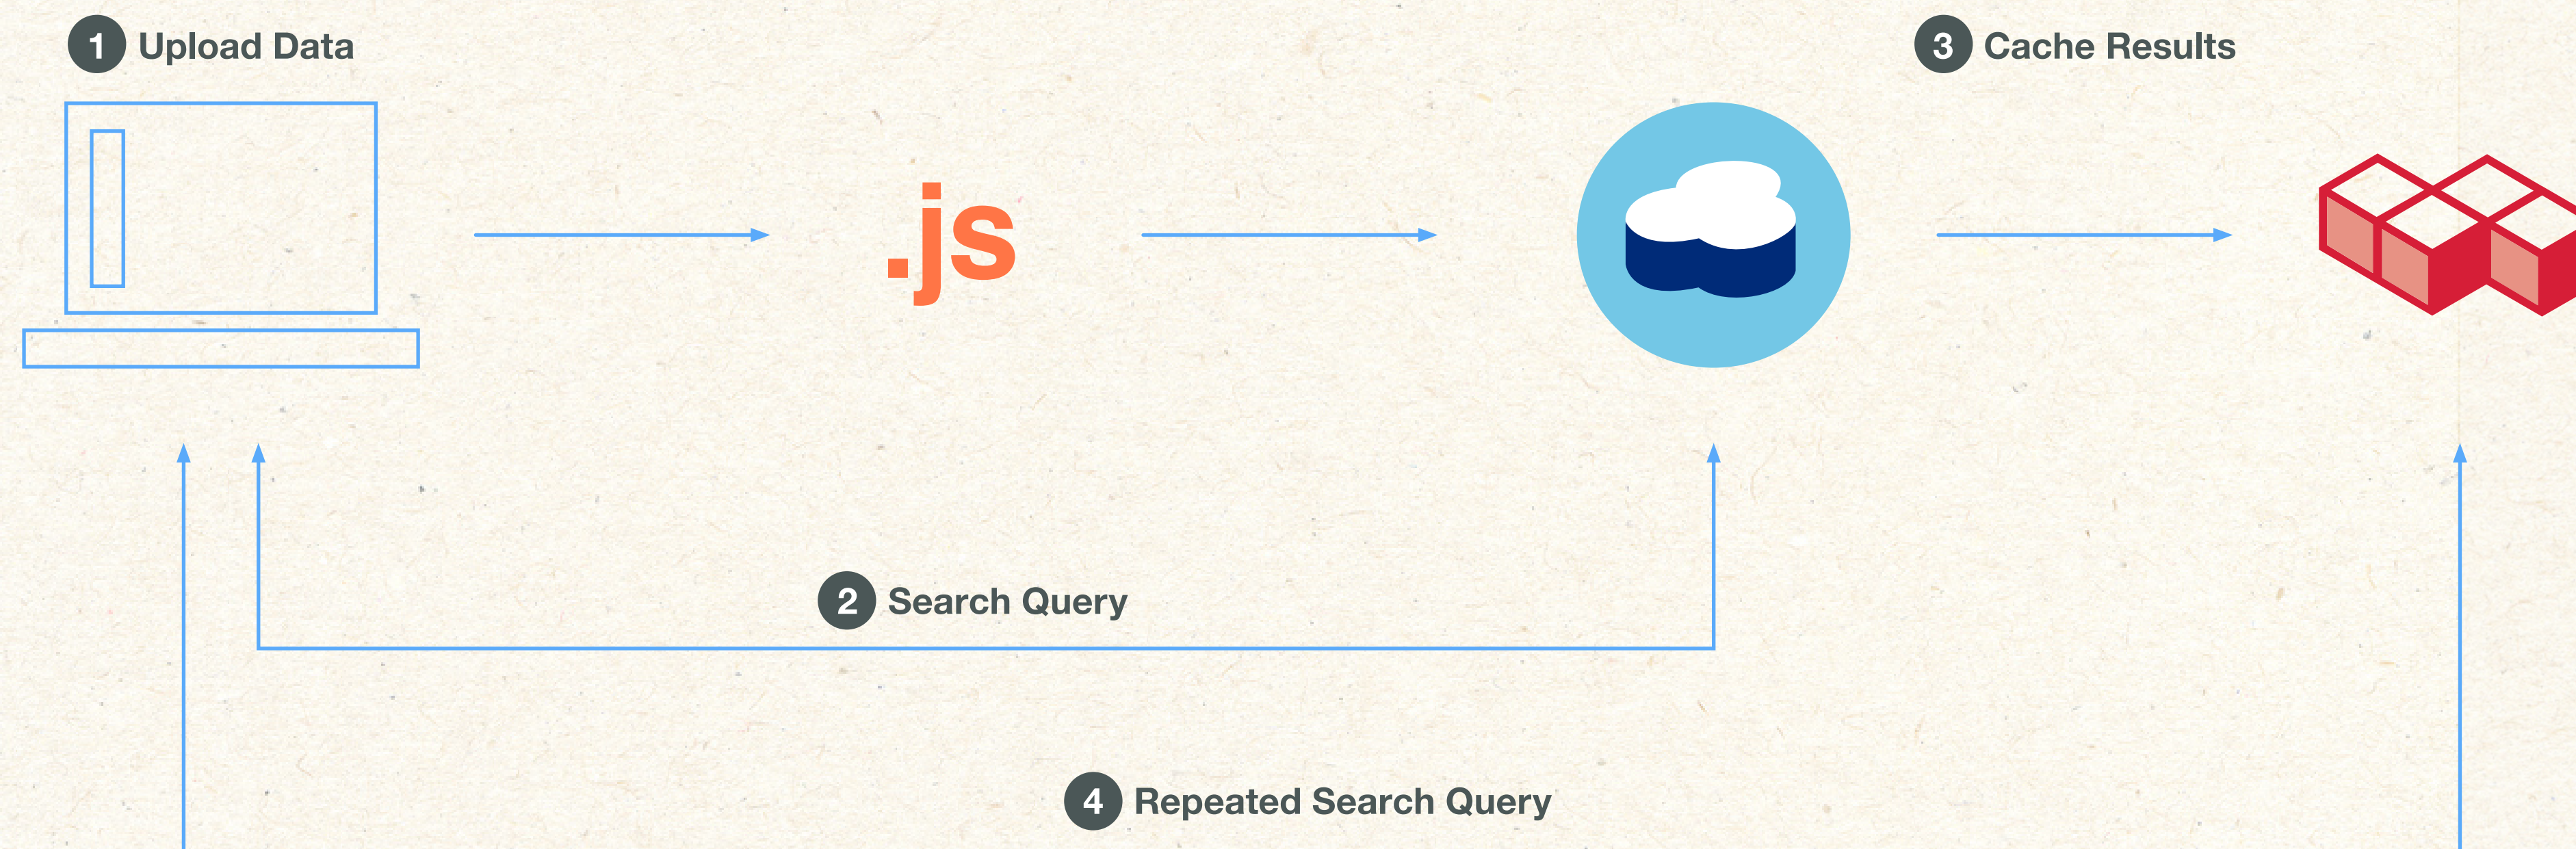 1 Upload Data
3 Cache Results
.js
2 Search Query
4 Repeated Search Query